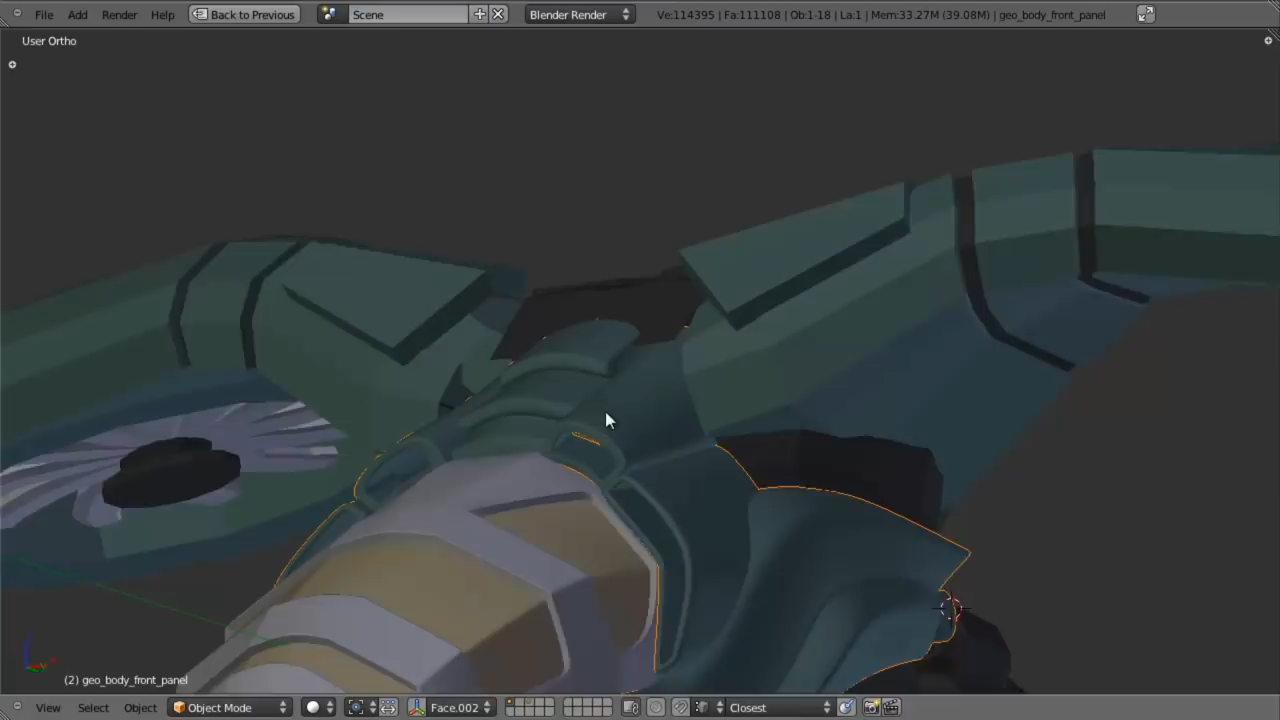 File Add Render Help Back to Previous Scene Blender Render Ve:114395 | Fa:111108 | Ob:1-18 | La:1 | Mem:33.27M (39.08M) | geo_body_front_panel
User Ortho
(2) geo_body_front_panel
View Select Object Object Mode Face.002 Closest